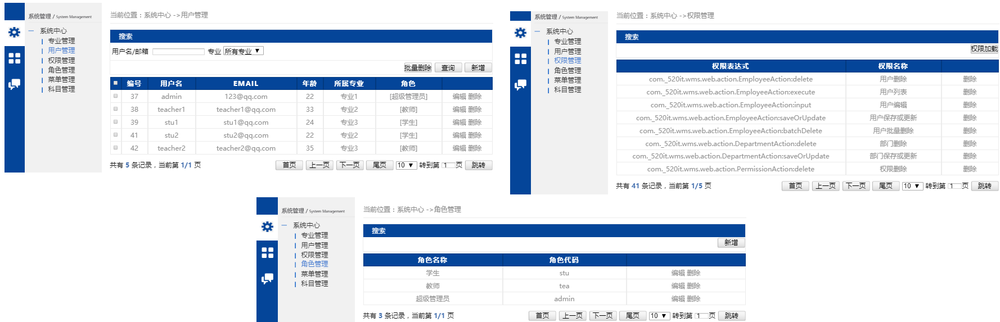 系统管理 / System Management
系统中心
专业管理
用户管理
权限管理
角色管理
菜单管理
科目管理
当前位置：系统中心 ->用户管理
搜索
用户名/邮箱 专业 所有专业 ▼
批量删除 查询 新增
编号 用户名 EMAIL 年龄 所属专业 角色
37 admin 123@qq.com 22 专业1 [超级管理员] 编辑 删除
38 teacher1 teacher1@qq.com 33 专业2 [教师] 编辑 删除
39 stu1 stu1@qq.com 24 专业3 [学生] 编辑 删除
41 stu2 stu2@qq.com 22 专业2 [学生] 编辑 删除
42 teacher2 teacher2@qq.com 35 专业3 [教师] 编辑 删除
共有 5 条记录，当前第 1/1 页 首页 上一页 下一页 尾页 10 ▼ 转到第 1 页 跳转
系统管理 / System Management
系统中心
专业管理
用户管理
权限管理
角色管理
菜单管理
科目管理
当前位置：系统中心 ->权限管理
搜索
权限加载
权限表达式 权限名称
com._520it.wms.web.action.EmployeeAction:delete 用户删除 删除
com._520it.wms.web.action.EmployeeAction:execute 用户列表 删除
com._520it.wms.web.action.EmployeeAction:input 用户编辑 删除
com._520it.wms.web.action.EmployeeAction:saveOrUpdate 用户保存或更新 删除
com._520it.wms.web.action.EmployeeAction:batchDelete 用户批量删除 删除
com._520it.wms.web.action.DepartmentAction:delete 部门删除 删除
com._520it.wms.web.action.DepartmentAction:saveOrUpdate 部门保存或更新 删除
com._520it.wms.web.action.PermissionAction:delete 权限删除 删除
共有 41 条记录，当前第 1/5 页 首页 上一页 下一页 尾页 10 ▼ 转到第 1 页 跳转
系统管理 / System Management
系统中心
专业管理
用户管理
权限管理
角色管理
菜单管理
科目管理
当前位置：系统中心 ->角色管理
搜索
新增
角色名称 角色代码
学生 stu 编辑 删除
教师 tea 编辑 删除
超级管理员 admin 编辑 删除
共有 3 条记录，当前第 1/1 页 首页 上一页 下一页 尾页 10 ▼ 转到第 1 页 跳转